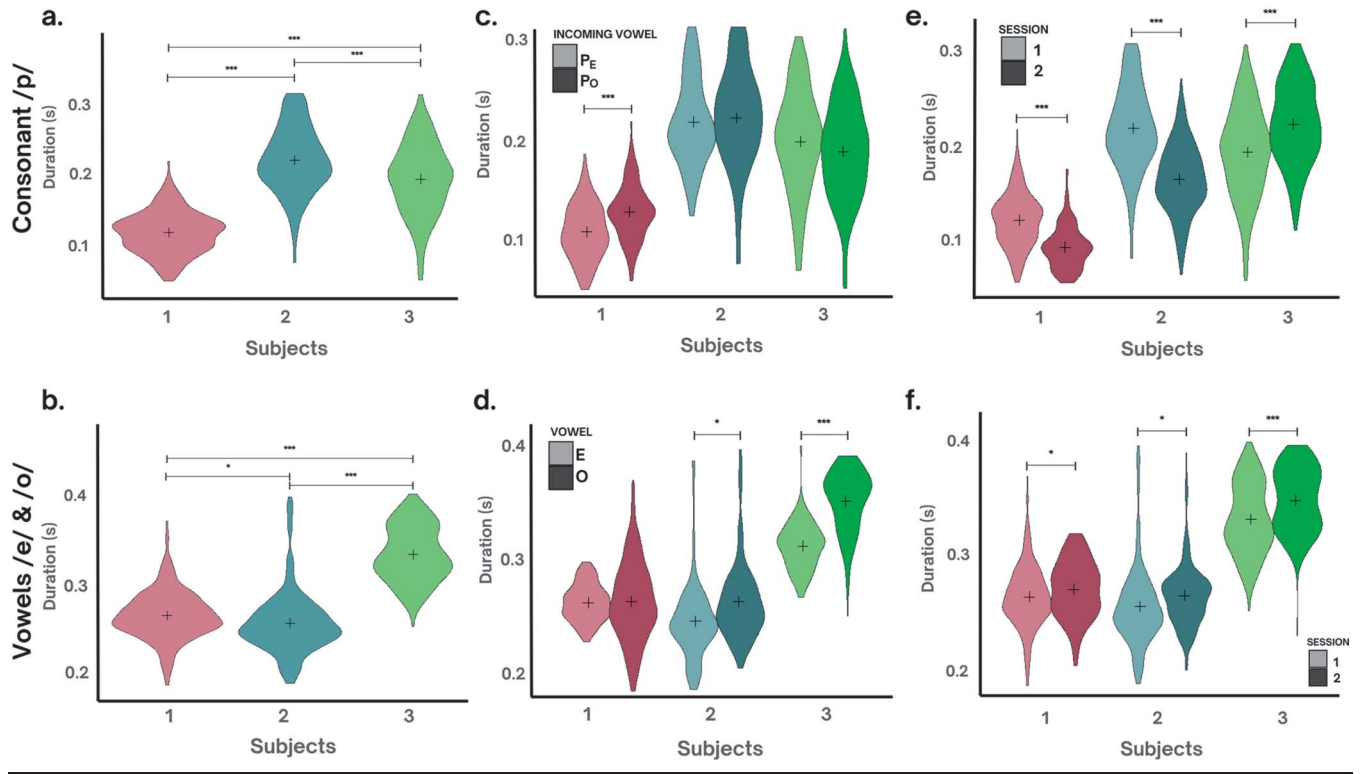 a.
Consonant /p/
Duration (s)
0.3
0.2
0.1
***
***
***
1 2 3
Subjects
c.
INCOMING VOWEL
PE
PO
Duration (s)
0.3
0.2
0.1
***
1 2 3
Subjects
e.
SESSION
1
2
Duration (s)
0.3
0.2
0.1
***
***
***
1 2 3
Subjects
b.
Vowels /e/ & /o/
Duration (s)
0.4
0.3
0.2
***
*
***
1 2 3
Subjects
d.
VOWEL
E
O
Duration (s)
0.4
0.3
0.2
*
***
1 2 3
Subjects
f.
Duration (s)
0.4
0.3
0.2
*
*
***
SESSION
1
2
1 2 3
Subjects